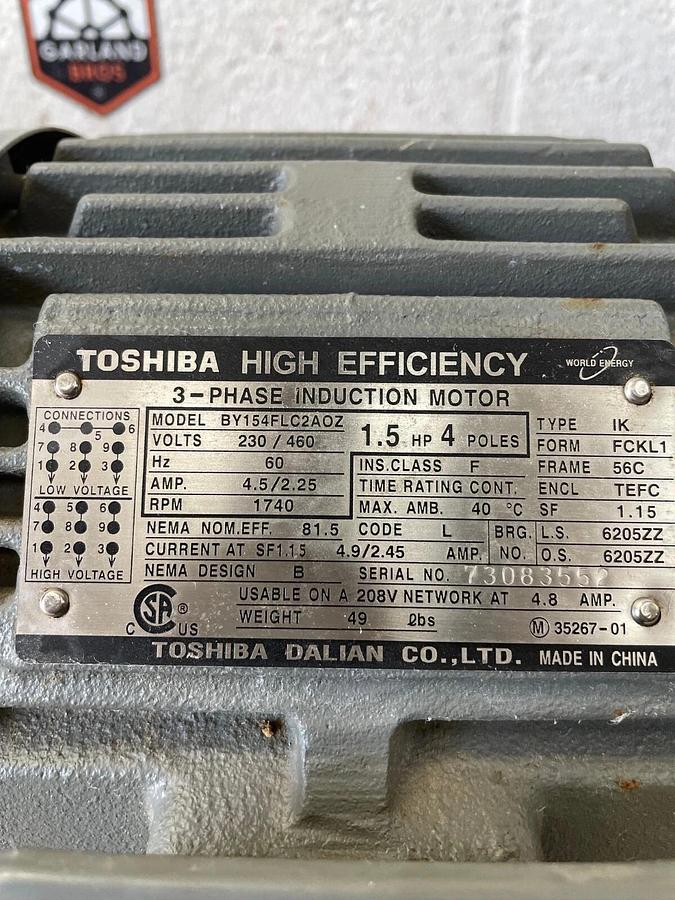 GARLAND
BROS
TOSHIBA HIGH EFFICIENCY WORLD ENERGY
3-PHASE INDUCTION MOTOR
CONNECTIONS
4 5 6
7 8 9
1 2 3
LOW VOLTAGE
4 5 6
7 8 9
1 2 3
HIGH VOLTAGE
MODEL BY154FLC2AOZ
VOLTS 230 / 460
Hz 60
AMP. 4.5/2.25
RPM 1740
1.5 HP 4 POLES
INS.CLASS F
TIME RATING CONT.
MAX. AMB. 40 °C
TYPE IK
FORM FCKL1
FRAME 56C
ENCL TEFC
SF 1.15
NEMA NOM.EFF. 81.5 CODE L
BRG. NO. L.S. 6205ZZ
O.S. 6205ZZ
CURRENT AT SF1.15 4.9/2.45 AMP.
NEMA DESIGN B SERIAL NO. 73083552
USABLE ON A 208V NETWORK AT 4.8 AMP.
WEIGHT 49 lbs
C SA ® US
M 35267-01
TOSHIBA DALIAN CO.,LTD. MADE IN CHINA